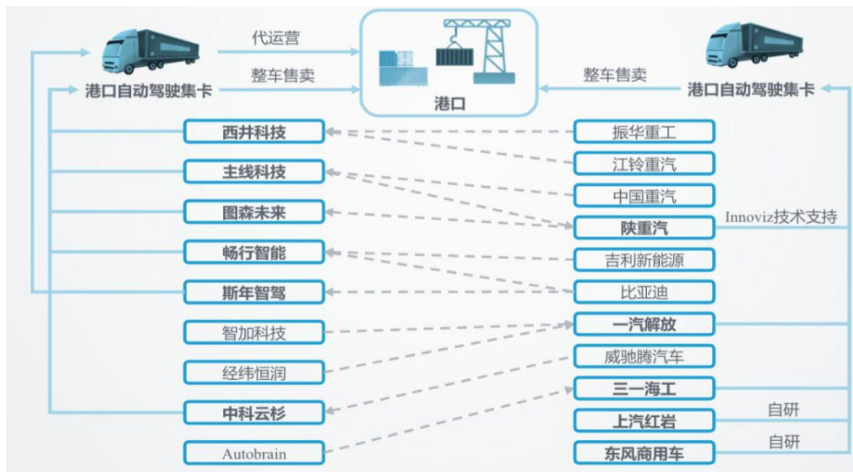 代运营
整车售卖
港口自动驾驶集卡
港口
整车售卖
港口自动驾驶集卡
西井科技
主线科技
图森未来
畅行智能
斯年智驾
智加科技
经纬恒润
中科云杉
Autobrain
振华重工
江铃重汽
中国重汽
陕重汽
吉利新能源
比亚迪
一汽解放
威驰腾汽车
三一海工
上汽红岩
东风商用车
Innoviz技术支持
自研
自研